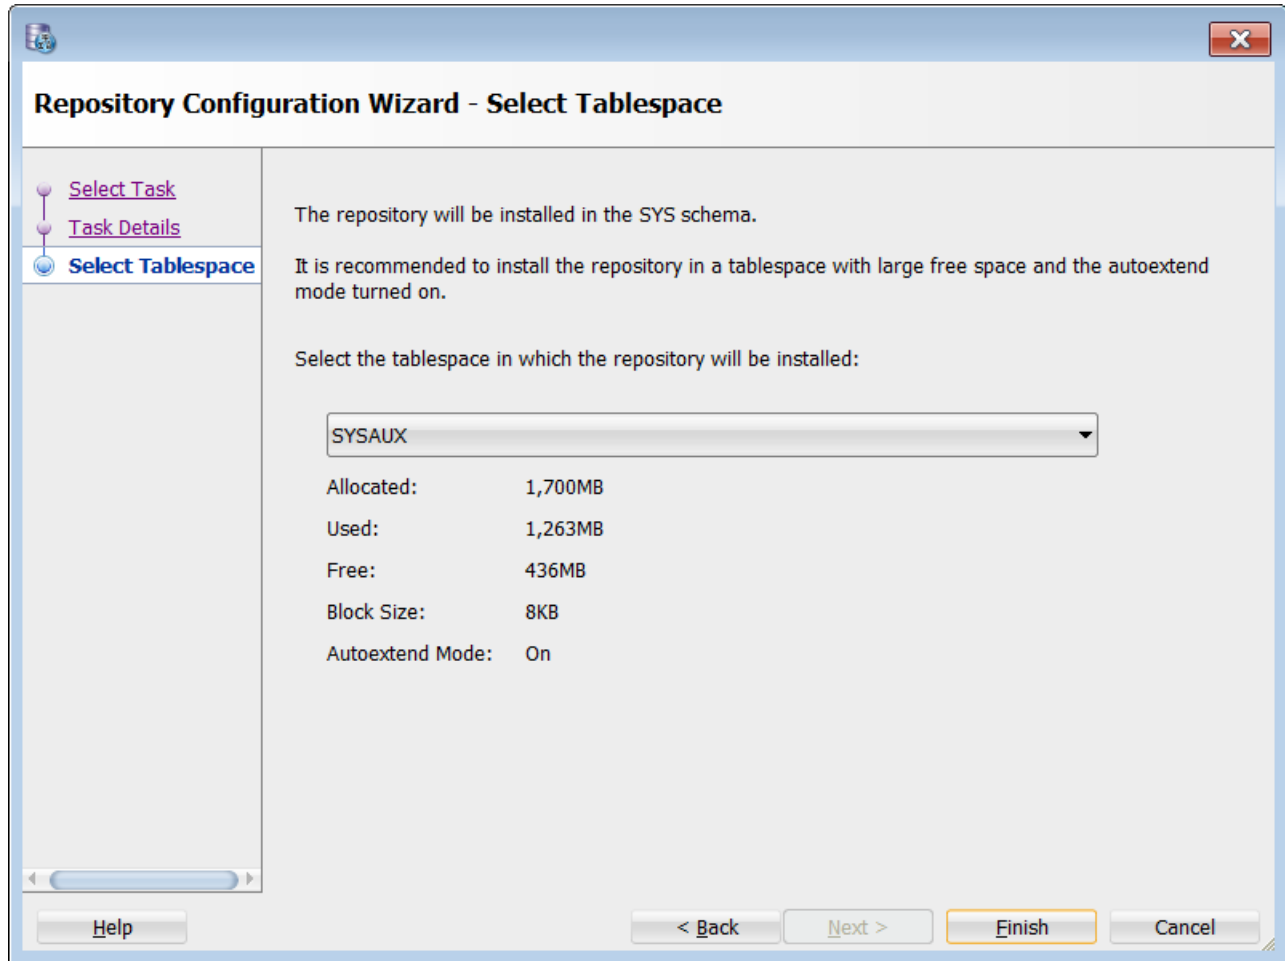 Repository Configuration Wizard - Select Tablespace
Select Task
Task Details
Select Tablespace
The repository will be installed in the SYS schema.
It is recommended to install the repository in a tablespace with large free space and the autoextend
mode turned on.
Select the tablespace in which the repository will be installed:
SYSAUX
Allocated: 1,700MB
Used: 1,263MB
Free: 436MB
Block Size: 8KB
Autoextend Mode: On
Help < Back Next > Finish Cancel